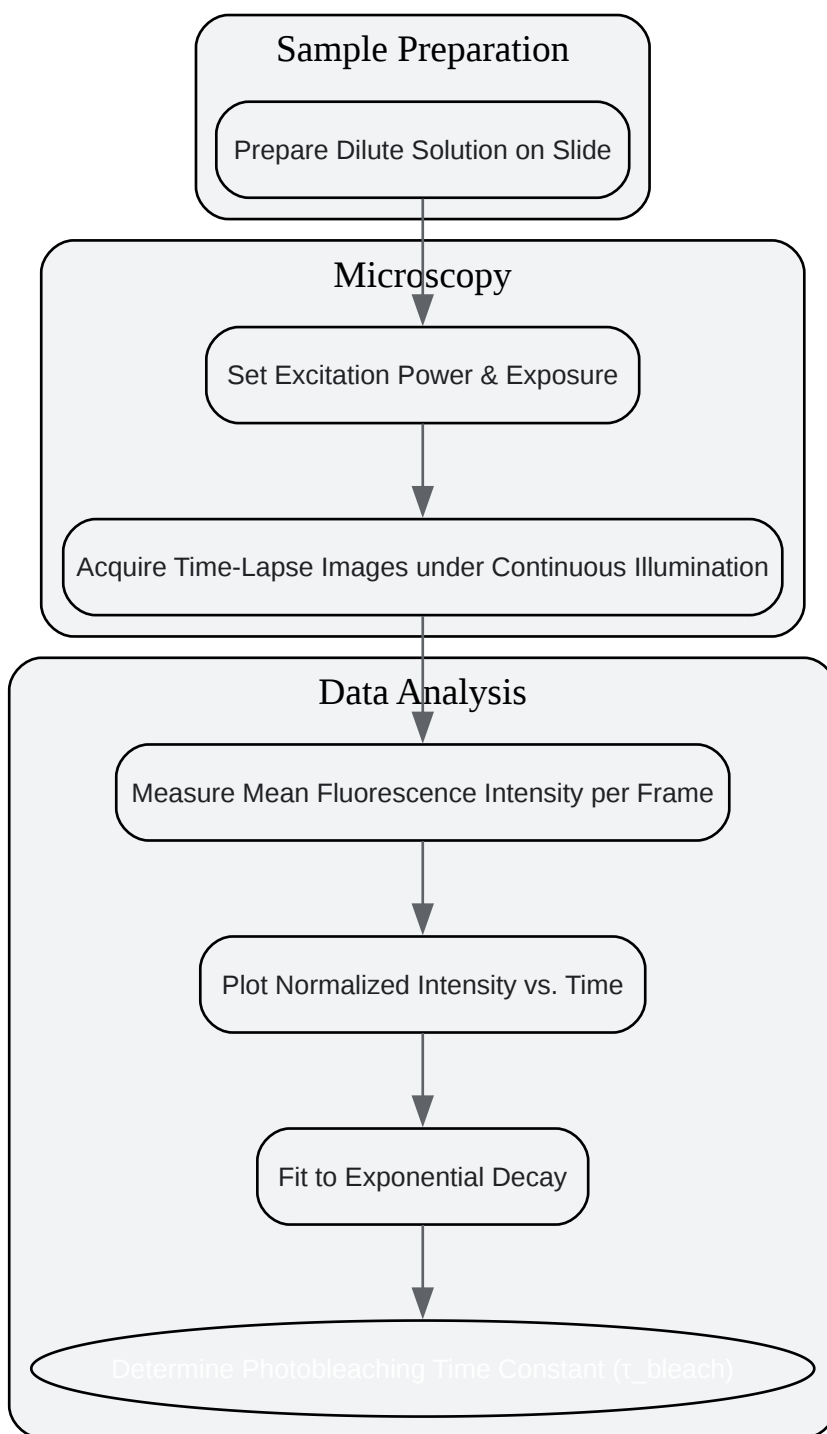 Sample Preparation
Prepare Dilute Solution on Slide
Microscopy
Set Excitation Power & Exposure
Acquire Time-Lapse Images under Continuous Illumination
Data Analysis
Measure Mean Fluorescence Intensity per Frame
Plot Normalized Intensity vs. Time
Fit to Exponential Decay
Determine Photobleaching Time Constant (τ_bleach)